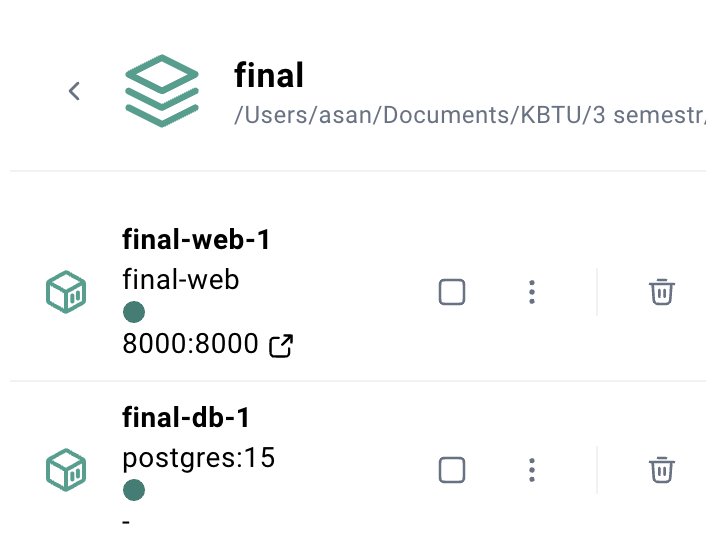 final
/Users/asan/Documents/KBTU/3 semestr,
final-web-1
final-web
8000:8000
final-db-1
postgres:15
-